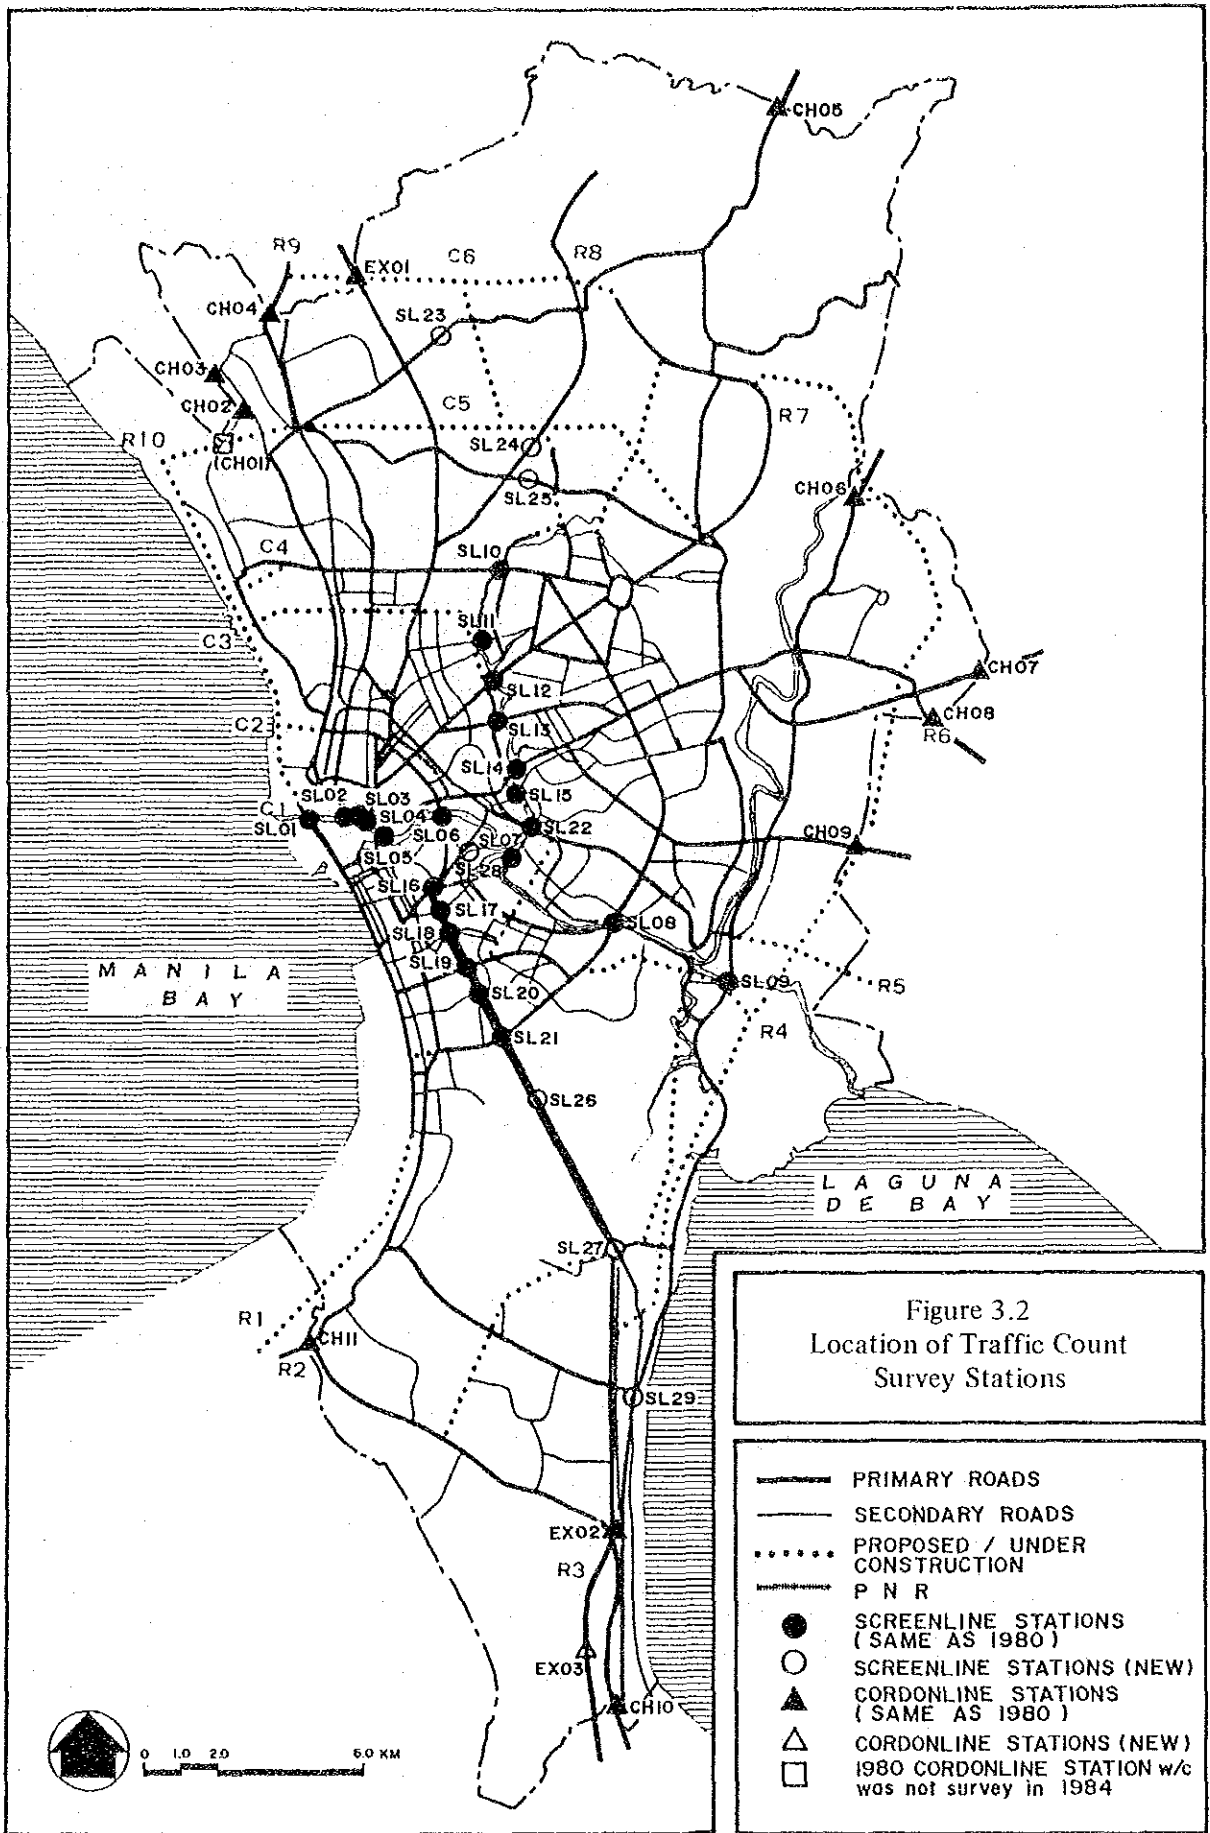 CH05
R9
EX01
C6
R8
CH04
SL23
CH03
CH02
C5
R7
R10
(CH01)
SL24
SL25
CH06
C4
SL10
C3
SL11
SL12
CH07
C2
SL13
CH08
R6
SL14
SL02
SL03
SL15
C1
SL01
SL04
SL06
SL22
SL05
SL07
SL28
CH09
SL16
SL17
SL08
SL18
SL19
MANILA
BAY
SL20
SL09
R5
SL21
R4
SL26
LAGUNA
DE BAY
SL27
R1
CH11
R2
SL29
EX02
R3
EX03
CH10
Figure 3.2
Location of Traffic Count
Survey Stations
PRIMARY ROADS
SECONDARY ROADS
PROPOSED / UNDER
CONSTRUCTION
P N R
SCREENLINE STATIONS
( SAME AS 1980 )
SCREENLINE STATIONS (NEW)
CORDONLINE STATIONS
( SAME AS 1980 )
CORDONLINE STATIONS (NEW)
1980 CORDONLINE STATION w/c
was not survey in 1984
0 1.0 2.0 6.0 KM